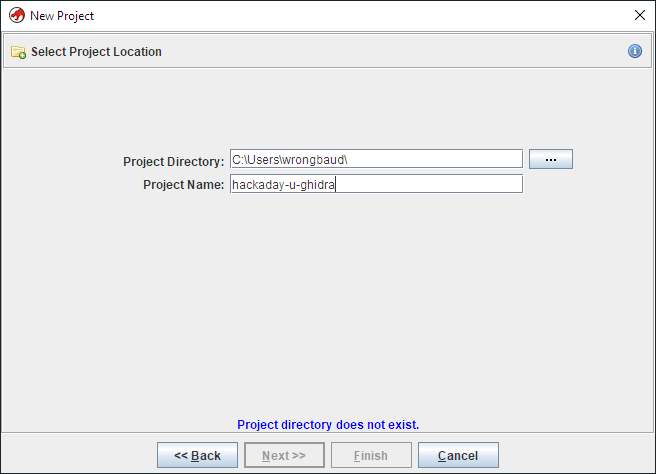 New Project
Select Project Location
Project Directory: C:\Users\wrongbaud\ ...
Project Name: hackaday-u-ghidra
Project directory does not exist.
<< Back Next >> Finish Cancel